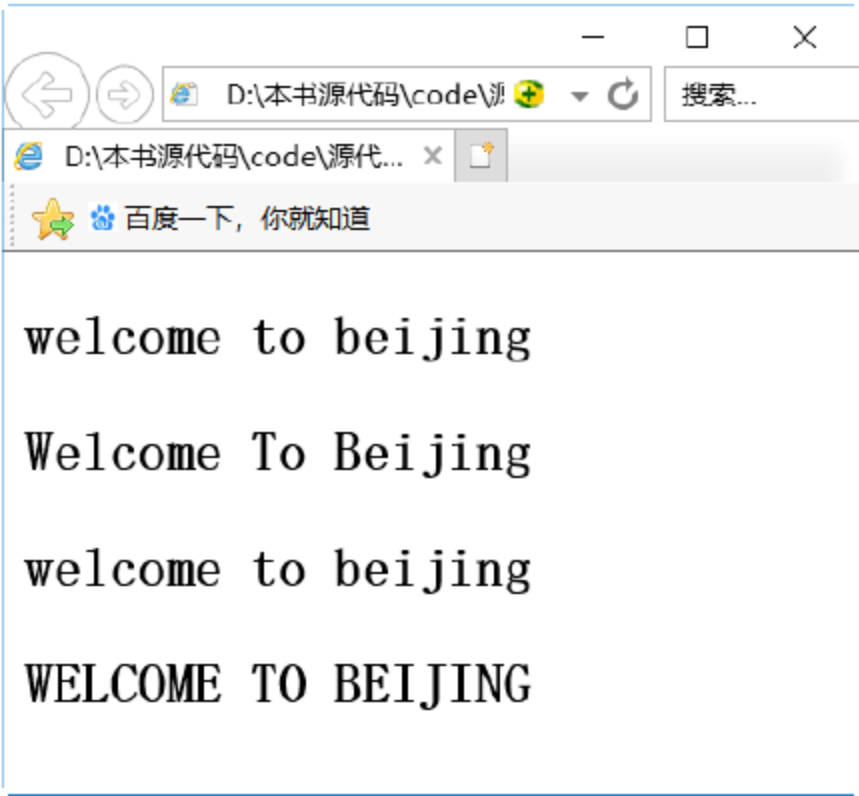 D:\本书源代码\code\源
搜索...
D:\本书源代码\code\源代...
百度一下，你就知道
welcome to beijing
Welcome To Beijing
welcome to beijing
WELCOME TO BEIJING